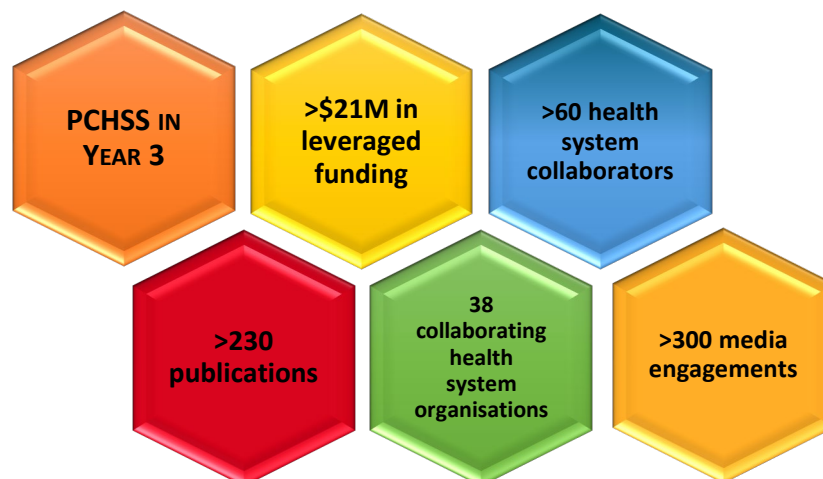 PCHSS IN
YEAR 3
>$21M in
leveraged
funding
>60 health
system
collaborators
>230
publications
38
collaborating
health
system
organisations
>300 media
engagements